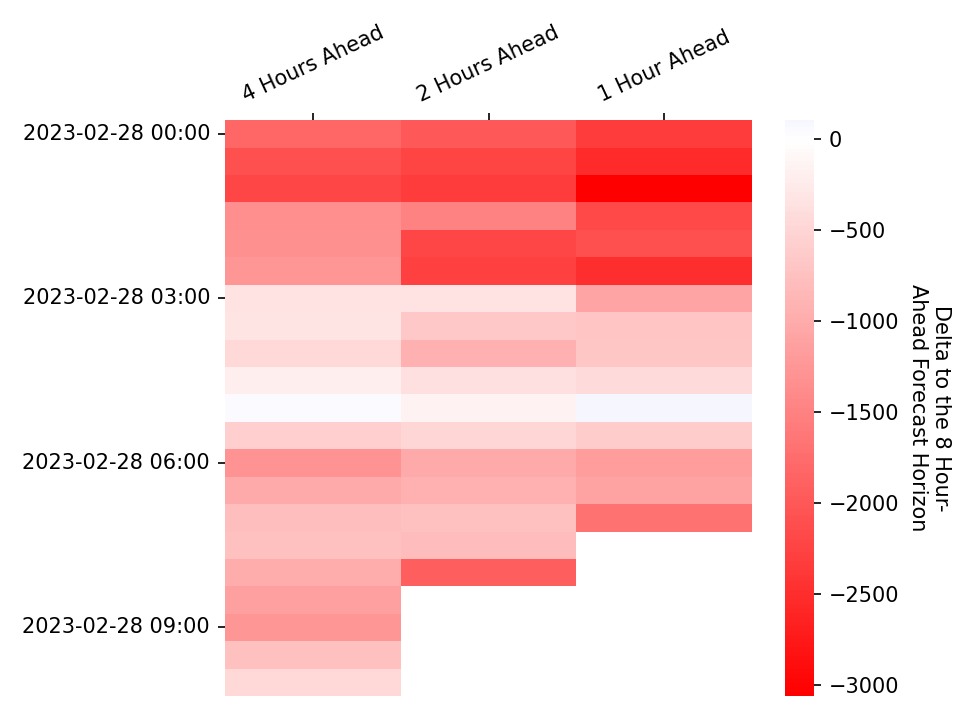 4 Hours Ahead
2 Hours Ahead
1 Hour Ahead
2023-02-28 00:00
2023-02-28 03:00
2023-02-28 06:00
2023-02-28 09:00
0
−500
−1000
−1500
−2000
−2500
−3000
Delta to the 8 Hour-
Ahead Forecast Horizon